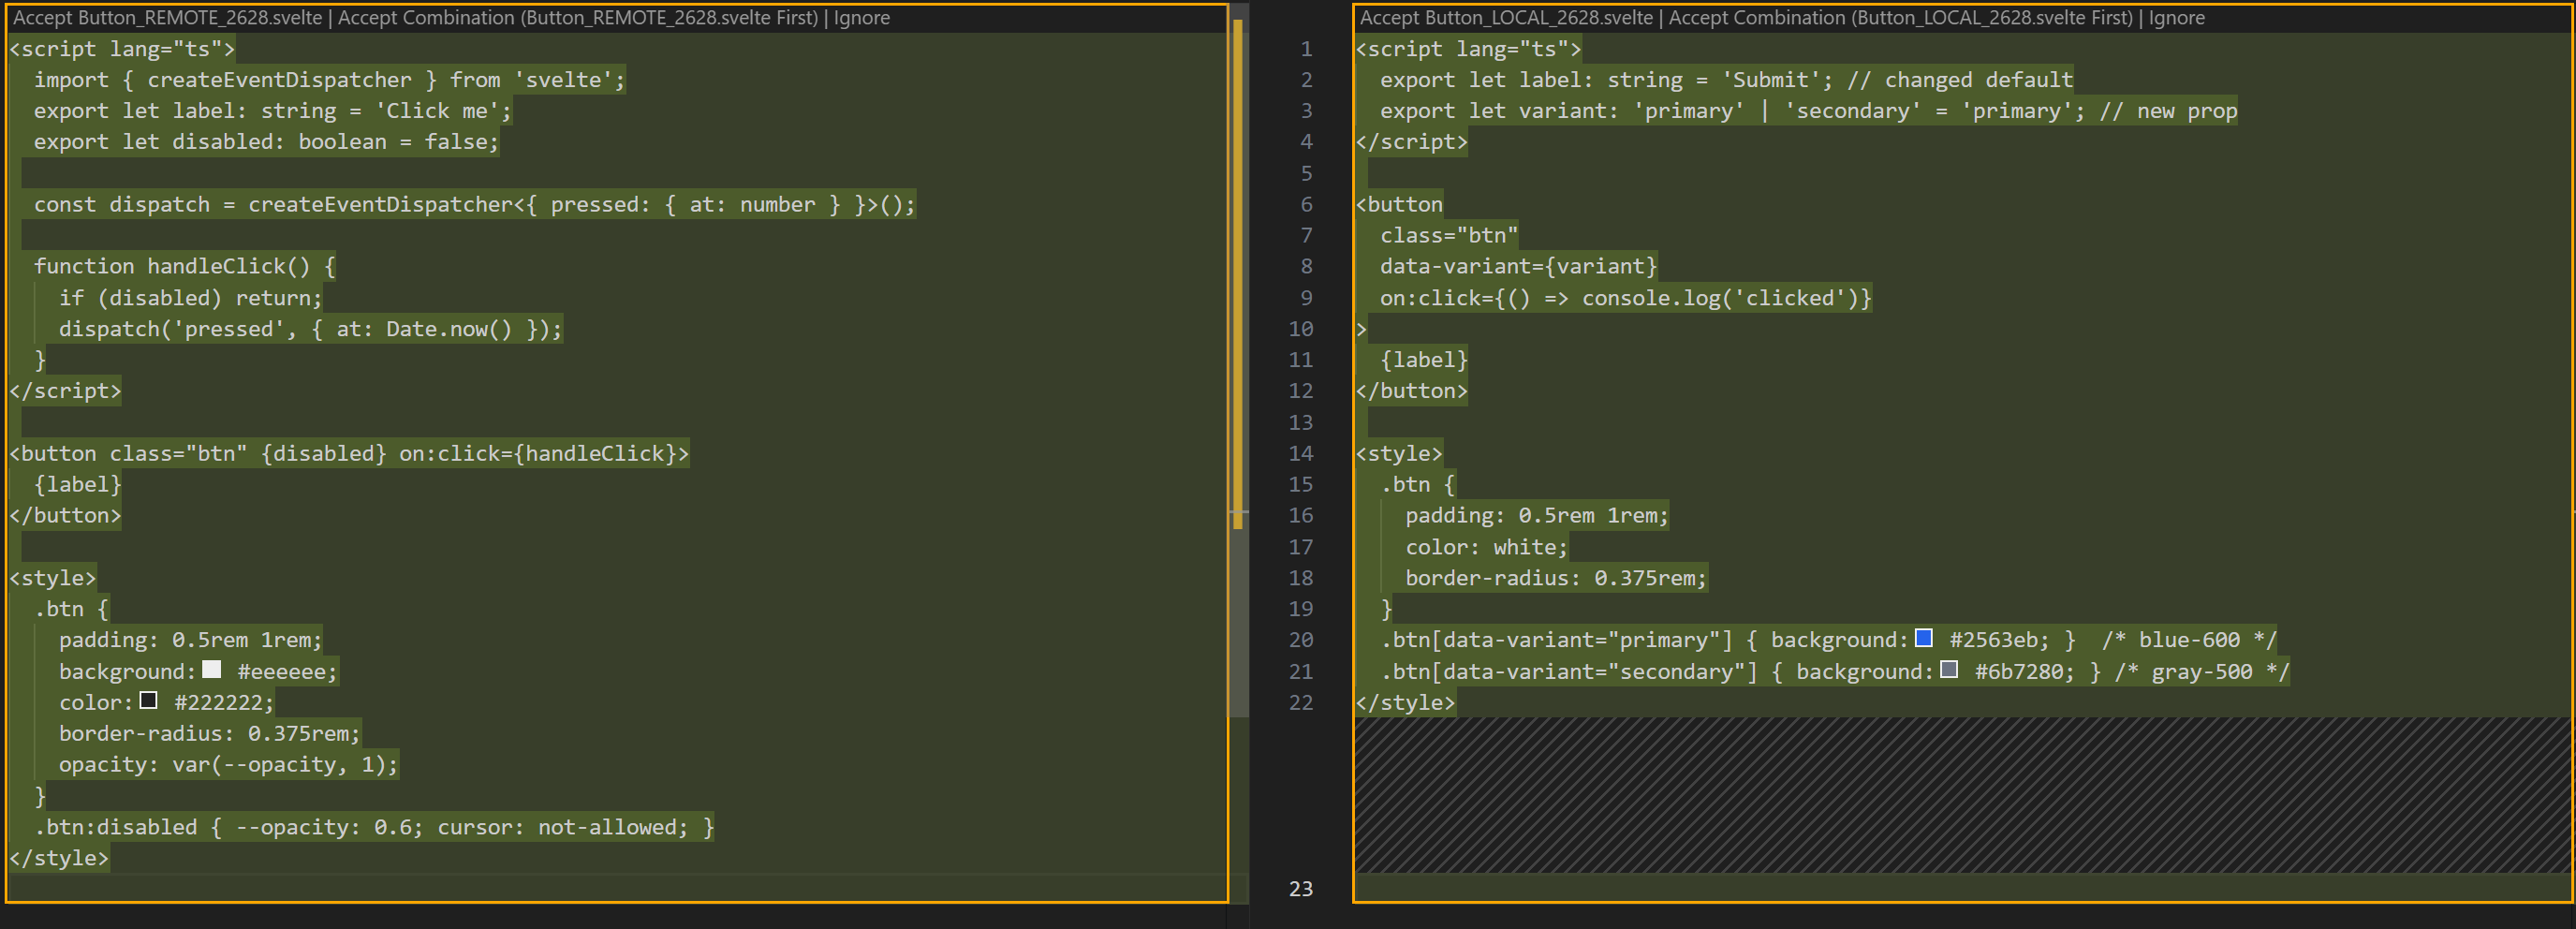 Accept Button_REMOTE_2628.svelte | Accept Combination (Button_REMOTE_2628.svelte First) | Ignore
<script lang="ts">
  import { createEventDispatcher } from 'svelte';
  export let label: string = 'Click me';
  export let disabled: boolean = false;

  const dispatch = createEventDispatcher<{ pressed: { at: number } }>();

  function handleClick() {
    if (disabled) return;
    dispatch('pressed', { at: Date.now() });
  }
</script>

<button class="btn" {disabled} on:click={handleClick}>
  {label}
</button>

<style>
  .btn {
    padding: 0.5rem 1rem;
    background: #eeeeee;
    color: #222222;
    border-radius: 0.375rem;
    opacity: var(--opacity, 1);
  }
  .btn:disabled { --opacity: 0.6; cursor: not-allowed; }
</style>
Accept Button_LOCAL_2628.svelte | Accept Combination (Button_LOCAL_2628.svelte First) | Ignore
1 <script lang="ts">
2   export let label: string = 'Submit'; // changed default
3   export let variant: 'primary' | 'secondary' = 'primary'; // new prop
4 </script>
5
6 <button
7   class="btn"
8   data-variant={variant}
9   on:click={() => console.log('clicked')}
10 >
11   {label}
12 </button>
13
14 <style>
15   .btn {
16     padding: 0.5rem 1rem;
17     color: white;
18     border-radius: 0.375rem;
19   }
20   .btn[data-variant="primary"] { background: #2563eb; }  /* blue-600 */
21   .btn[data-variant="secondary"] { background: #6b7280; } /* gray-500 */
22 </style>
23